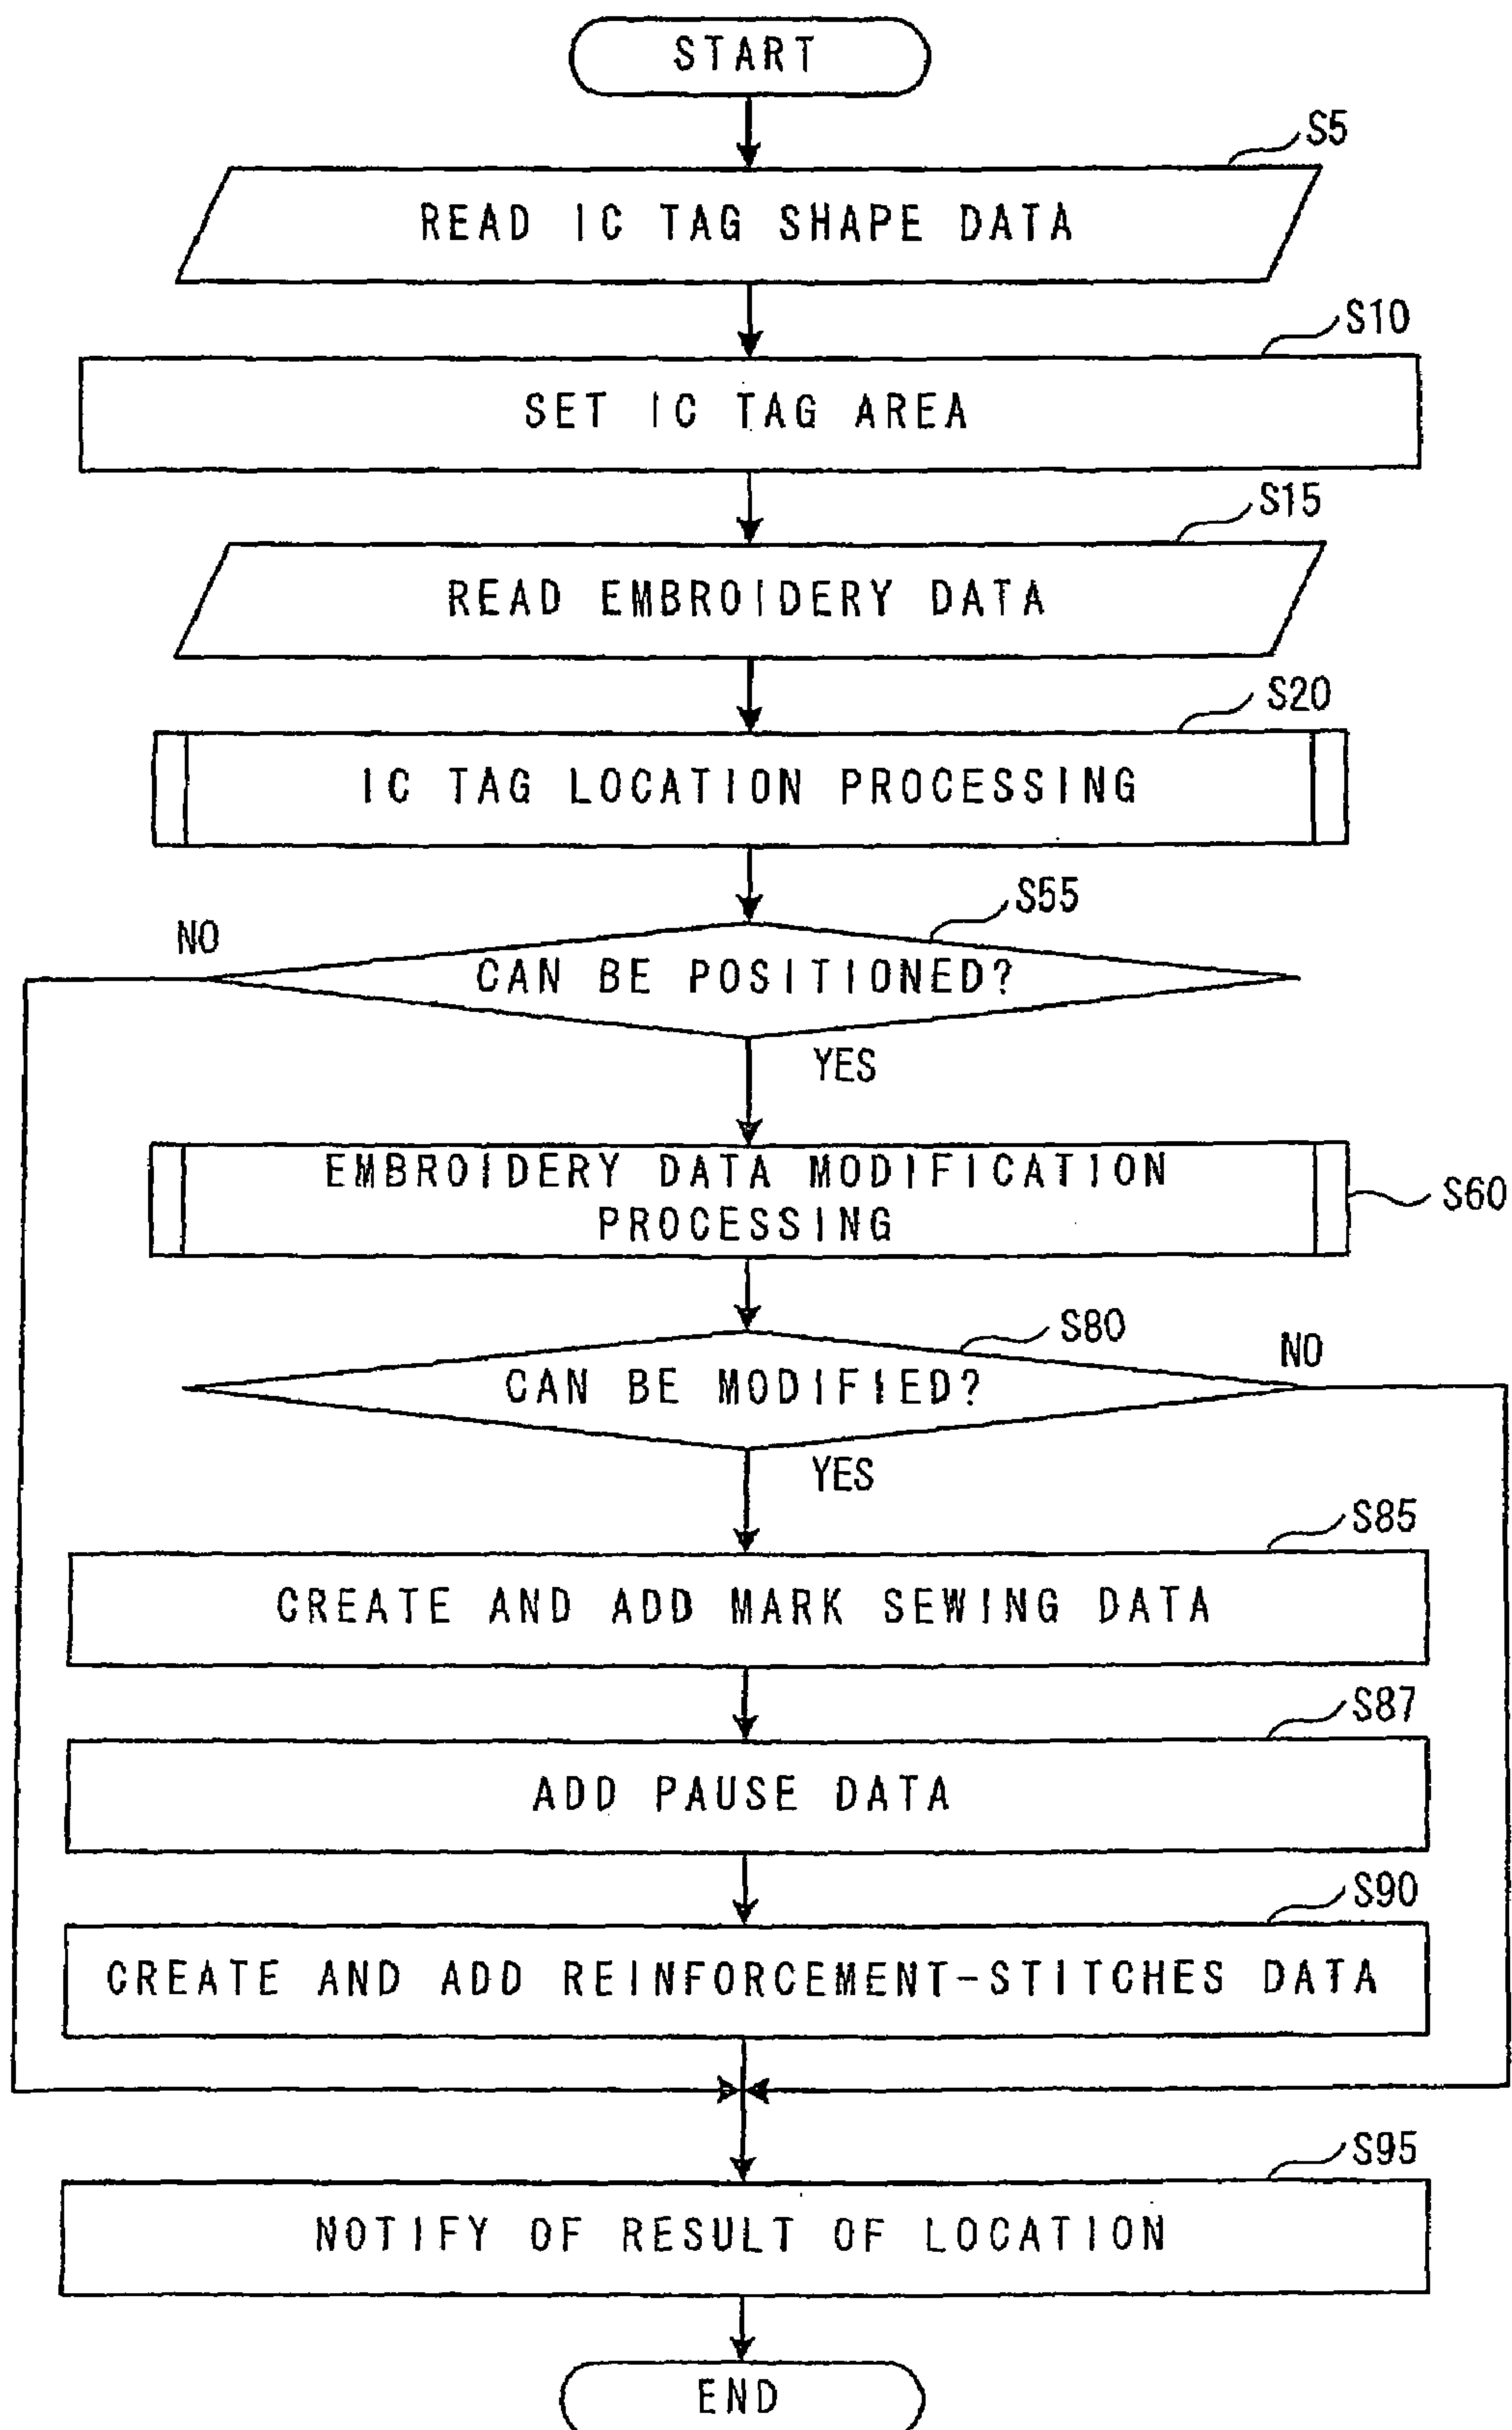 START
S5
READ IC TAG SHAPE DATA
S10
SET IC TAG AREA
S15
READ EMBROIDERY DATA
S20
IC TAG LOCATION PROCESSING
S55
NO
CAN BE POSITIONED?
YES
EMBROIDERY DATA MODIFICATION
PROCESSING
S60
S80
NO
CAN BE MODIFIED?
YES
S85
CREATE AND ADD MARK SEWING DATA
S87
ADD PAUSE DATA
S90
CREATE AND ADD REINFORCEMENT-STITCHES DATA
S95
NOTIFY OF RESULT OF LOCATION
END